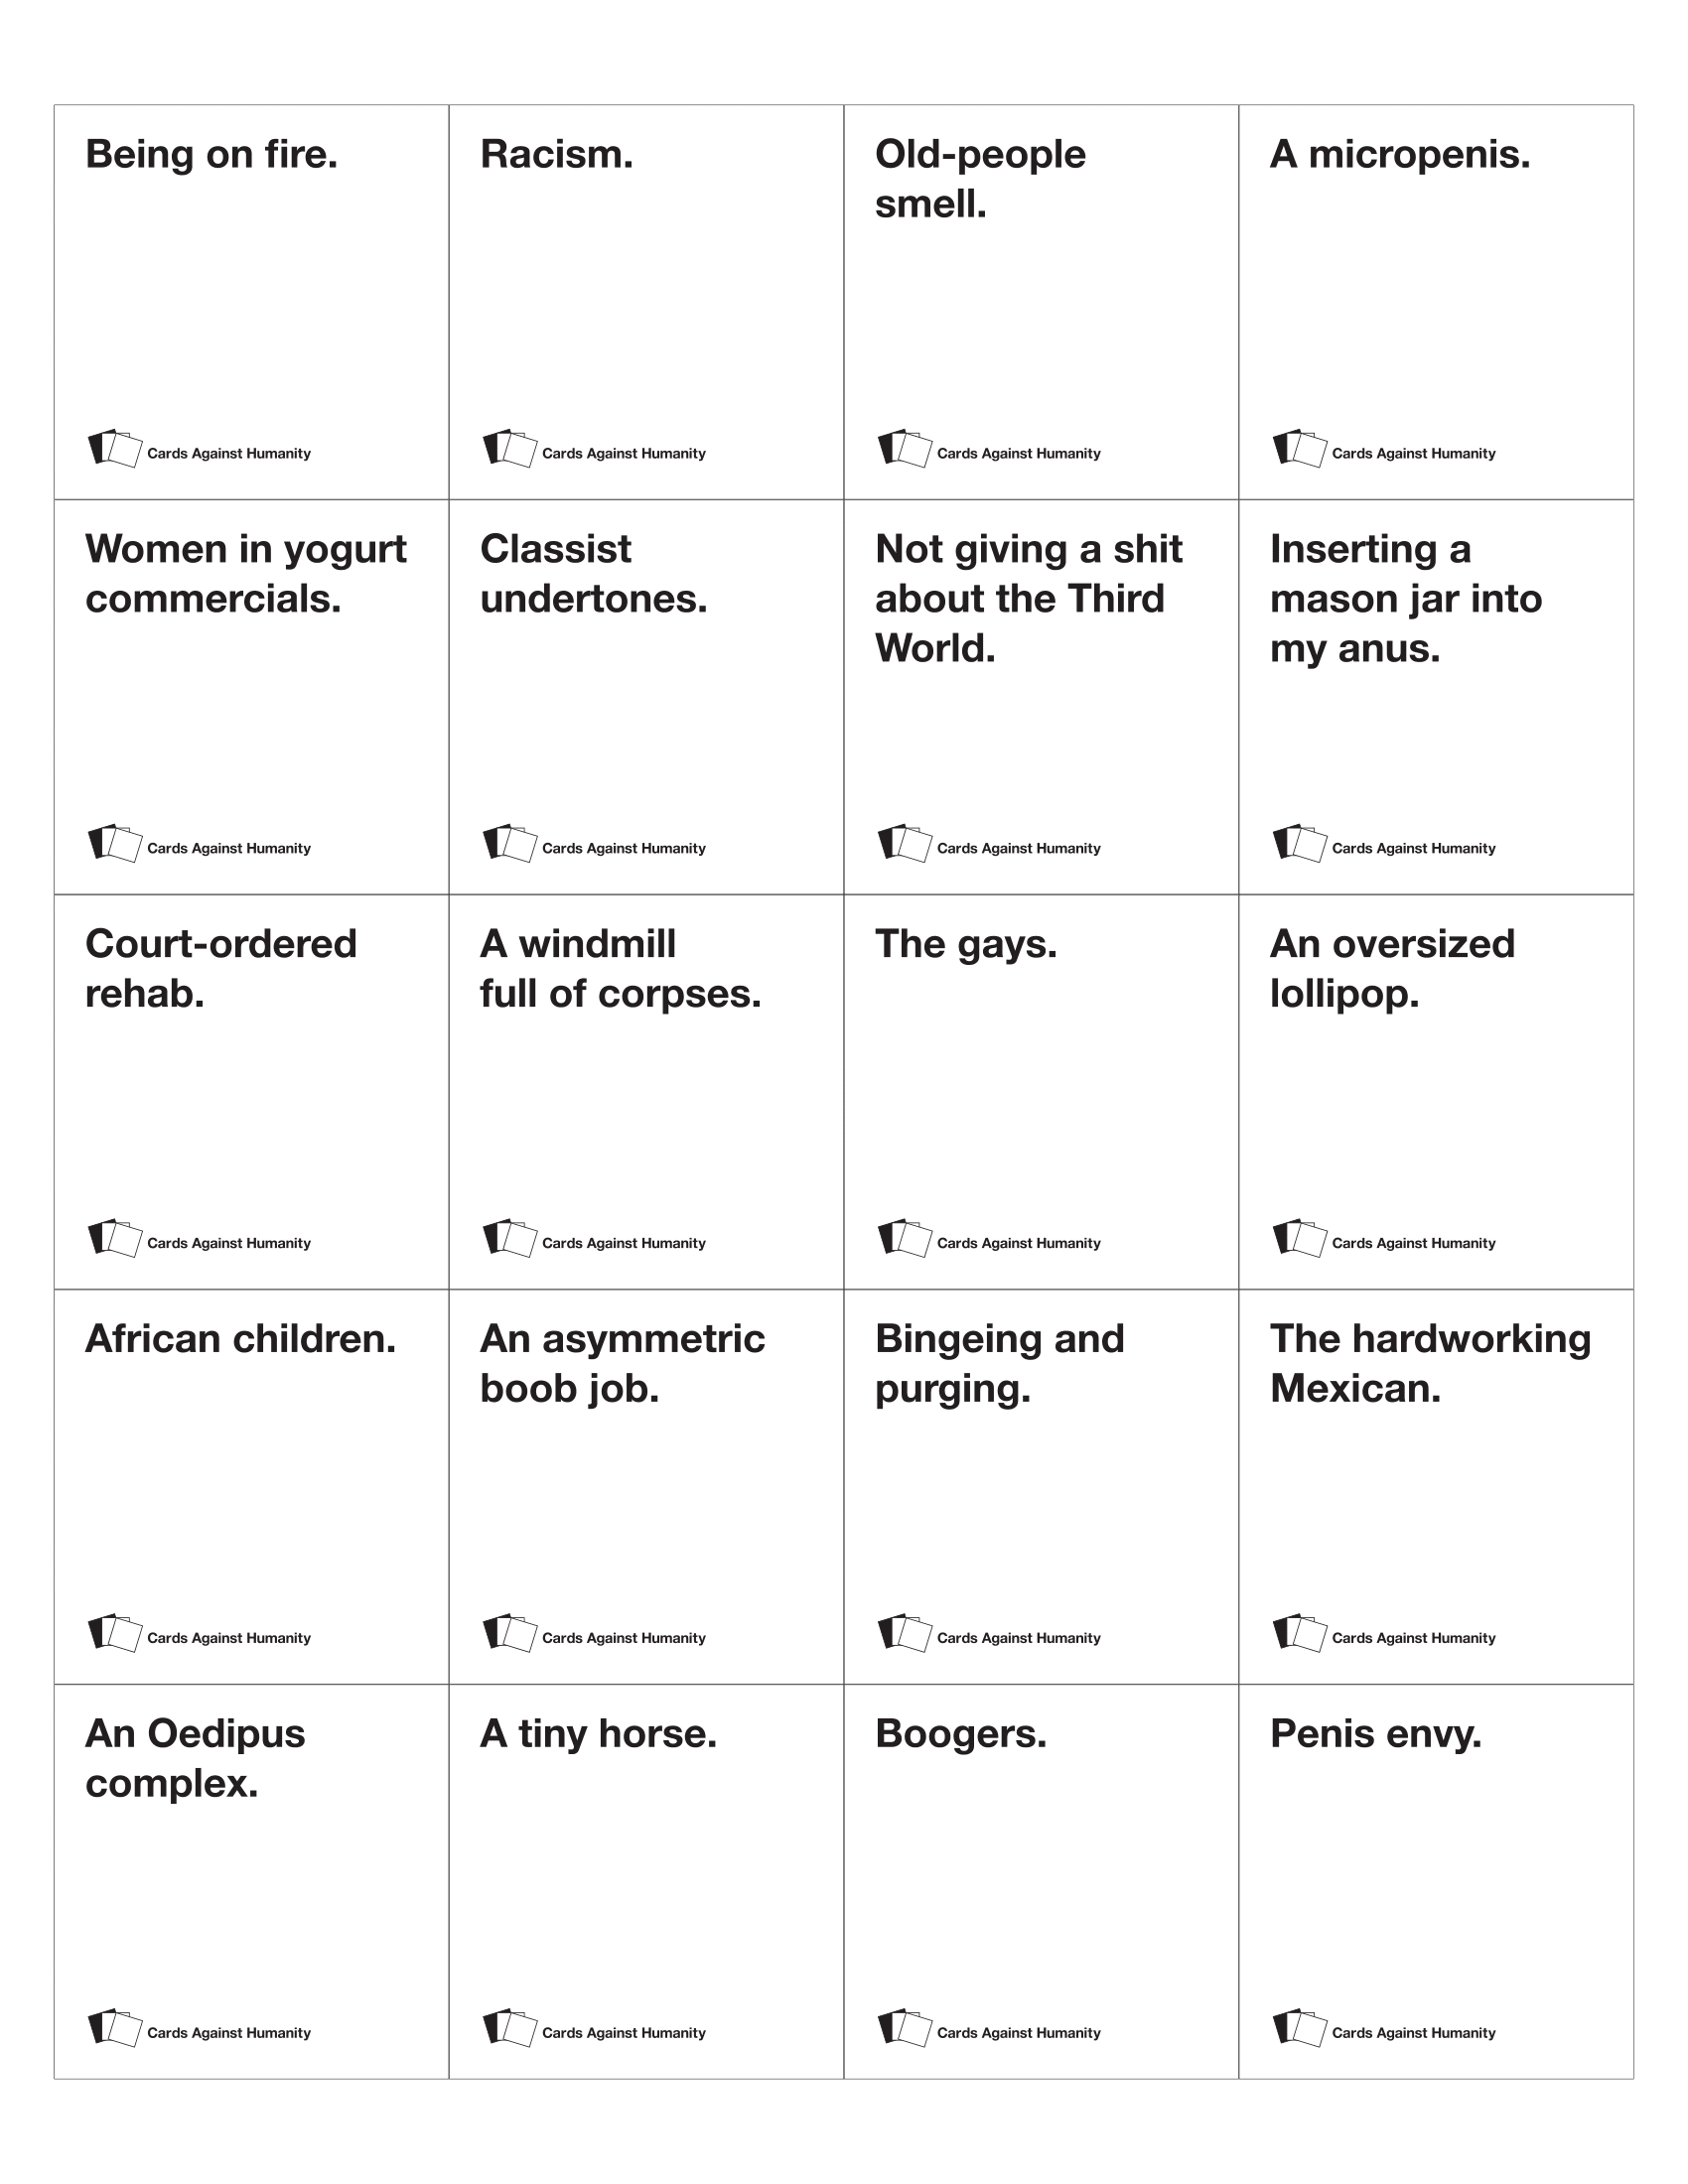 Being on fire.
Racism.
Old-people
smell.
A micropenis.
Cards Against Humanity
Cards Against Humanity
Cards Against Humanity
Cards Against Humanity
Women in yogurt
commercials.
Classist
undertones.
Not giving a shit
about the Third
World.
Inserting a
mason jar into
my anus.
Cards Against Humanity
Cards Against Humanity
Cards Against Humanity
Cards Against Humanity
Court-ordered
rehab.
A windmill
full of corpses.
The gays.
An oversized
lollipop.
Cards Against Humanity
Cards Against Humanity
Cards Against Humanity
Cards Against Humanity
African children.
An asymmetric
boob job.
Bingeing and
purging.
The hardworking
Mexican.
Cards Against Humanity
Cards Against Humanity
Cards Against Humanity
Cards Against Humanity
An Oedipus
complex.
A tiny horse.
Boogers.
Penis envy.
Cards Against Humanity
Cards Against Humanity
Cards Against Humanity
Cards Against Humanity